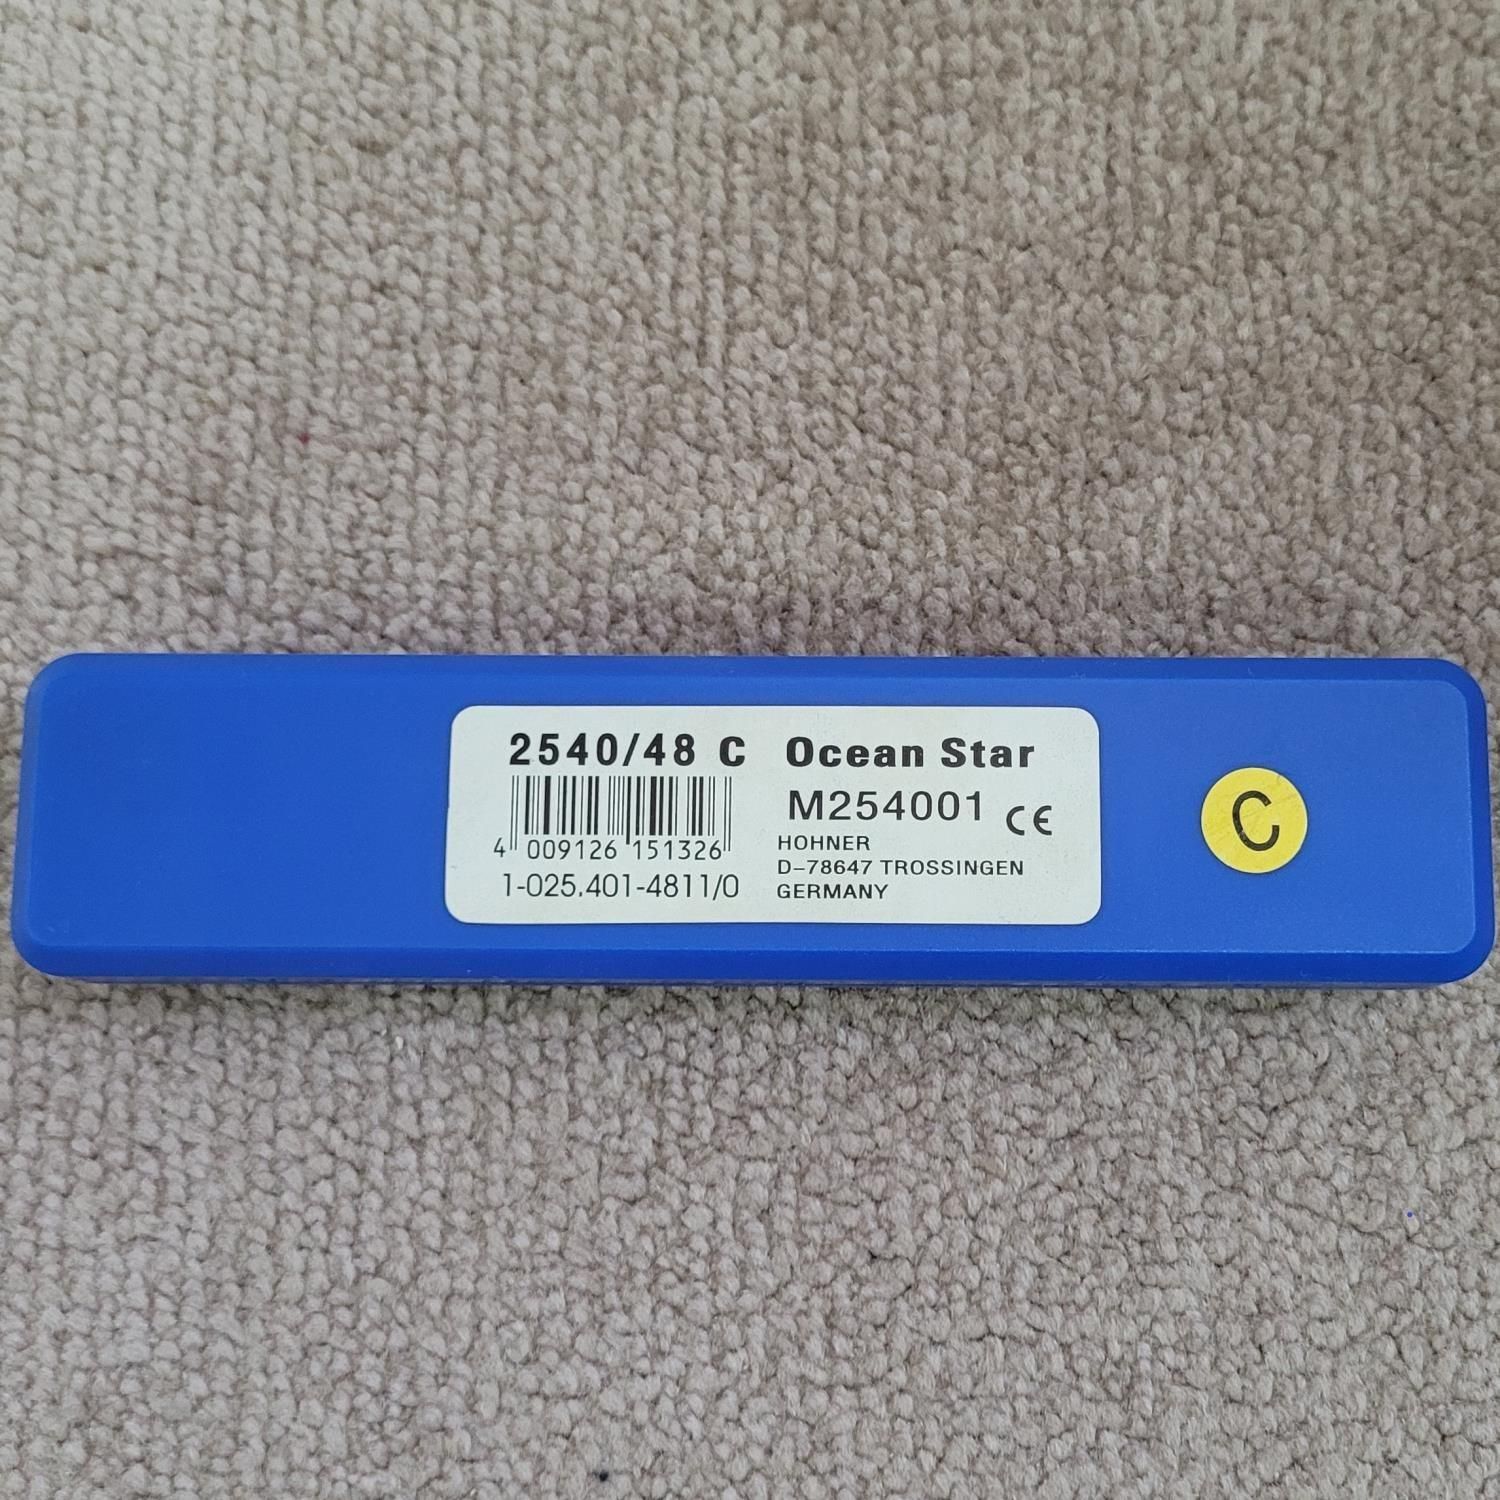 2540/48 C Ocean Star
M254001 CE
4 009126 151326
HOHNER
D-78647 TROSSINGEN
1-025.401-4811/0
GERMANY
C